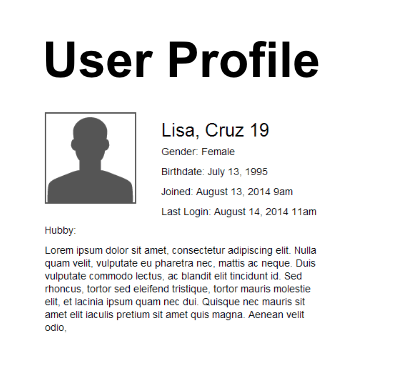 User Profile
Lisa, Cruz 19
Gender: Female
Birthdate: July 13, 1995
Joined: August 13, 2014 9am
Last Login: August 14, 2014 11am
Hubby:
Lorem ipsum dolor sit amet, consectetur adipiscing elit. Nulla
quam velit, vulputate eu pharetra nec, mattis ac neque. Duis
vulputate commodo lectus, ac blandit elit tincidunt id. Sed
rhoncus, tortor sed eleifend tristique, tortor mauris molestie
elit, et lacinia ipsum quam nec dui. Quisque nec mauris sit
amet elit iaculis pretium sit amet quis magna. Aenean velit
odio,